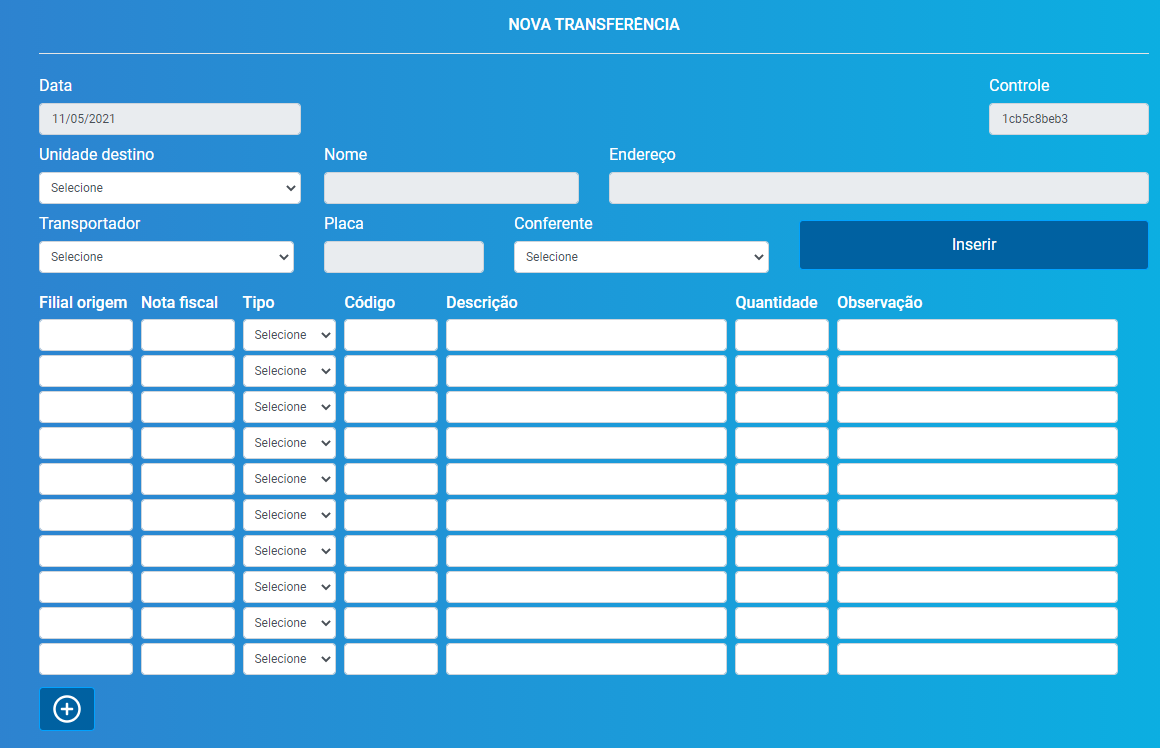 NOVA TRANSFERÊNCIA
Data Controle
11/05/2021 1cb5c8beb3
Unidade destino Nome Endereço
Selecione
Transportador Placa Conferente
Selecione Selecione Inserir
Filial origem Nota fiscal Tipo Código Descrição Quantidade Observação
Selecione
Selecione
Selecione
Selecione
Selecione
Selecione
Selecione
Selecione
Selecione
Selecione